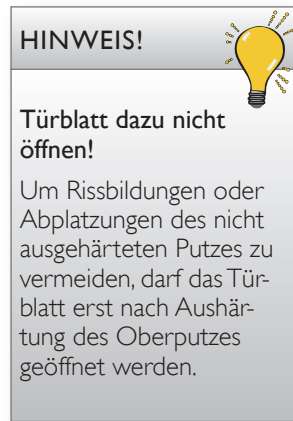 HINWEIS!
Türblatt dazu nicht
öffnen!
Um Rissbildungen oder
Abplatzungen des nicht
ausgehärteten Putzes zu
vermeiden, darf das Tür-
blatt erst nach Aushär-
tung des Oberputzes
geöffnet werden.